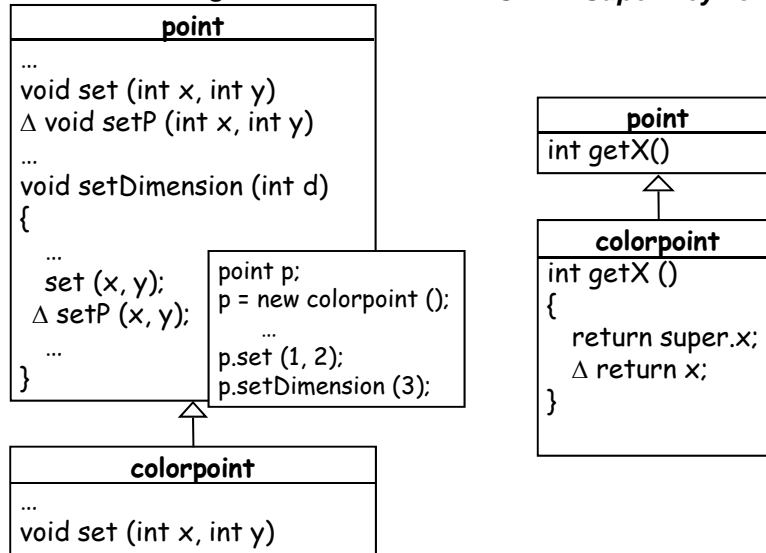 point
...
void set (int x, int y)
Δ void setP (int x, int y)
...
void setDimension (int d)
{
...
set (x, y);
Δ setP (x, y);
...
}
point p;
p = new colorpoint ();
...
p.set (1, 2);
p.setDimension (3);
colorpoint
...
void set (int x, int y)
point
int getX()
colorpoint
int getX ()
{
return super.x;
Δ return x;
}